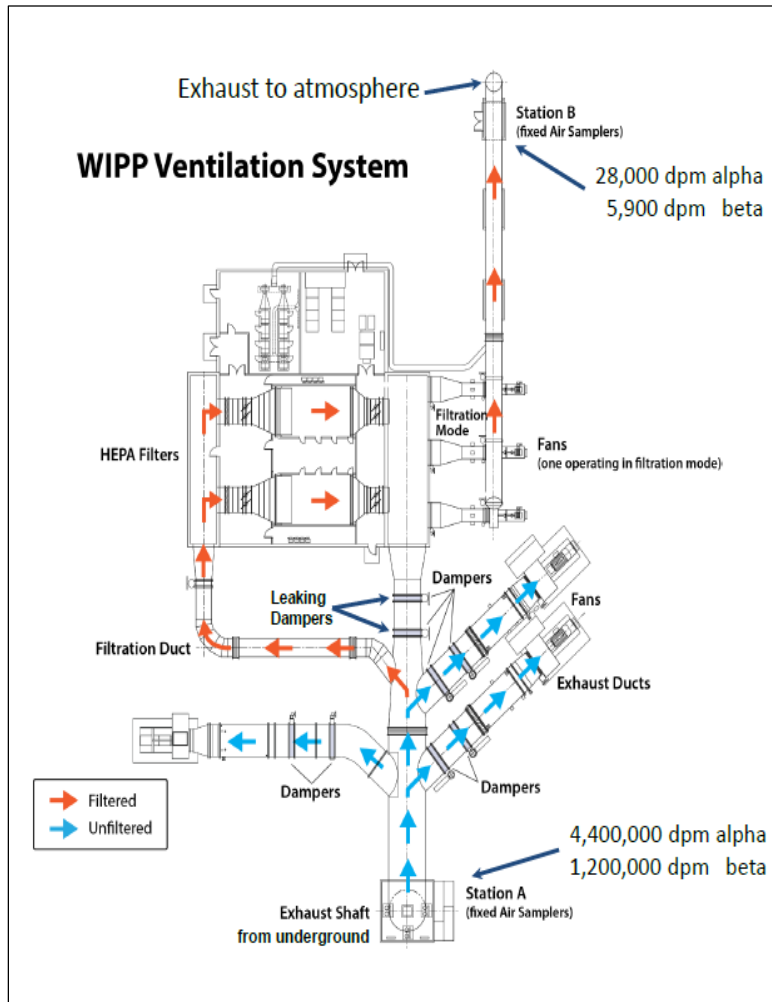 Exhaust to atmosphere
Station B
(fixed Air Samplers)
WIPP Ventilation System
28,000 dpm alpha
5,900 dpm beta
Filtration
Mode
HEPA Filters
Fans
(one operating in filtration mode)
Dampers
Leaking
Dampers
Fans
Filtration Duct
Exhaust Ducts
Dampers
Dampers
Filtered
Unfiltered
4,400,000 dpm alpha
1,200,000 dpm beta
Station A
(fixed Air Samplers)
Exhaust Shaft
from underground